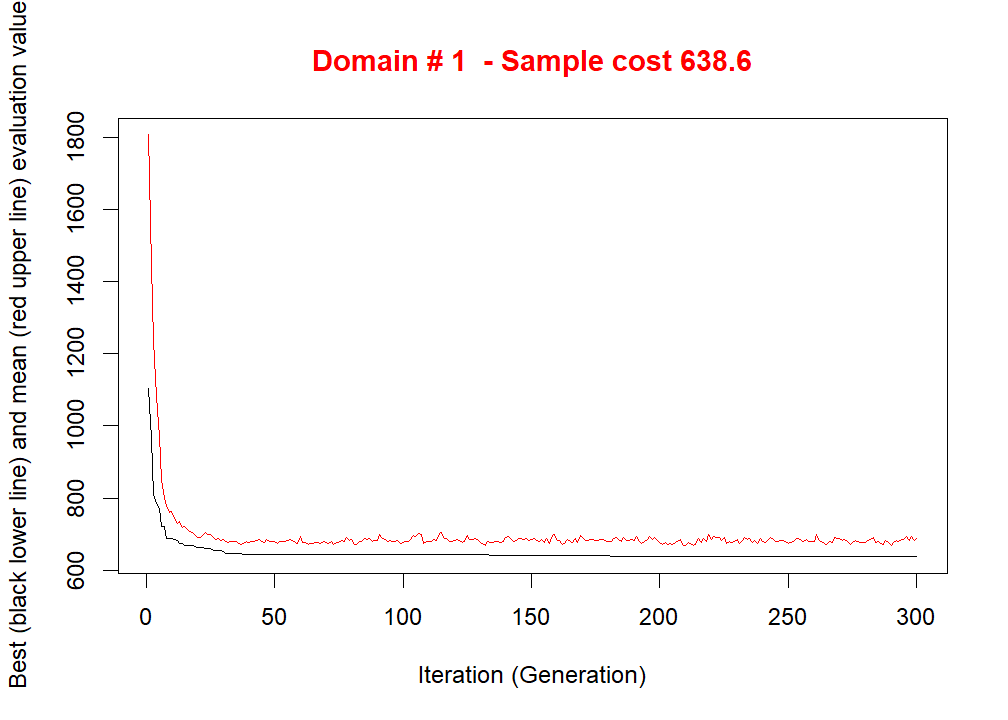 Domain # 1  - Sample cost 638.6
Best (black lower line) and mean (red upper line) evaluation value
1800
1600
1400
1200
1000
800
600
0 50 100 150 200 250 300
Iteration (Generation)